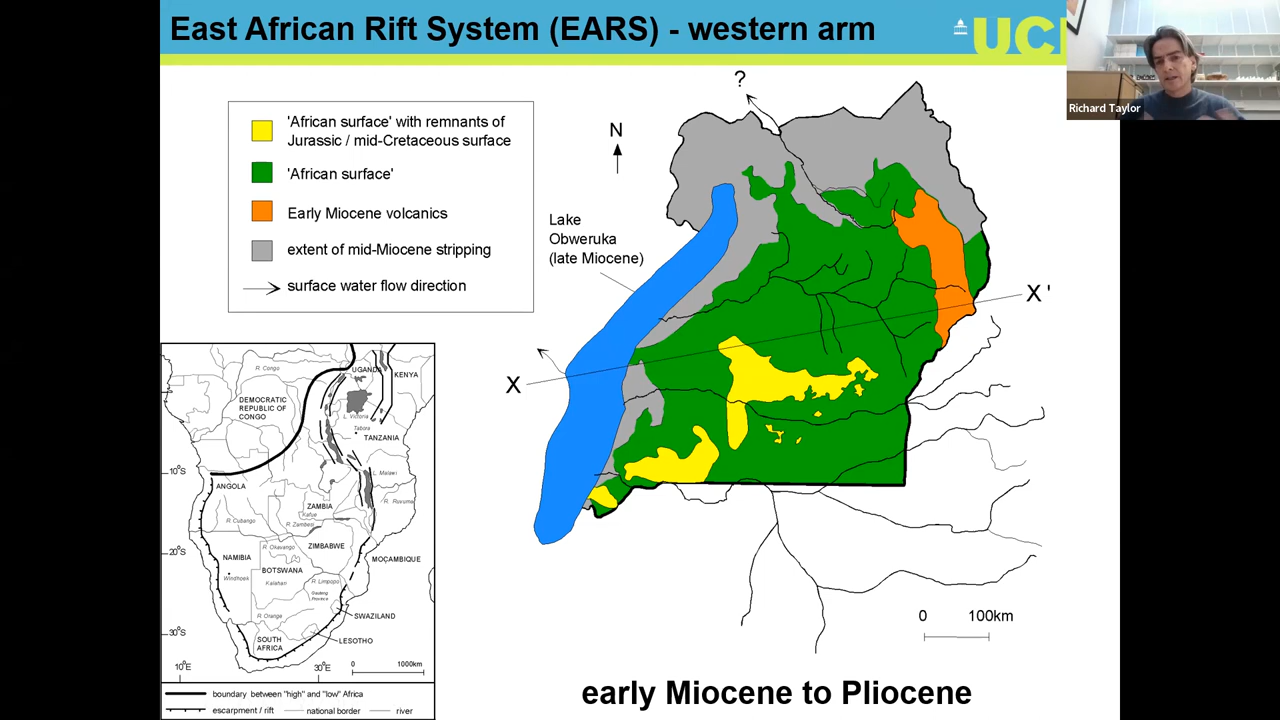 East African Rift System (EARS) - western arm
UCL
Richard Taylor
'African surface' with remnants of
Jurassic / mid-Cretaceous surface
'African surface'
Early Miocene volcanics
extent of mid-Miocene stripping
surface water flow direction
?
N
Lake
Obweruka
(late Miocene)
X
X '
0 100km
early Miocene to Pliocene
R. Congo
UGANDA
KENYA
DEMOCRATIC
REPUBLIC OF
CONGO
L. Victoria
Tabora
TANZANIA
10°S
L. Malawi
ANGOLA
ZAMBIA
Kafue
R. Ruvuma
R. Cubango
R. Zambesi
20°S
NAMIBIA
R. Okavango
ZIMBABWE
MOÇAMBIQUE
Windhoek
BOTSWANA
Kalahari
R. Limpopo
Gauteng
Province
R. Orange
SWAZILAND
30°S
SOUTH
AFRICA
LESOTHO
10°E
30°E
0 1000km
boundary between "high" and "low" Africa
escarpment / rift
national border
river